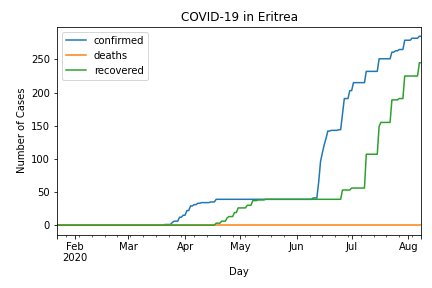 COVID-19 in Eritrea
confirmed
deaths
recovered
Number of Cases
250
200
150
100
50
0
Feb Mar Apr May Jun Jul Aug
2020
Day